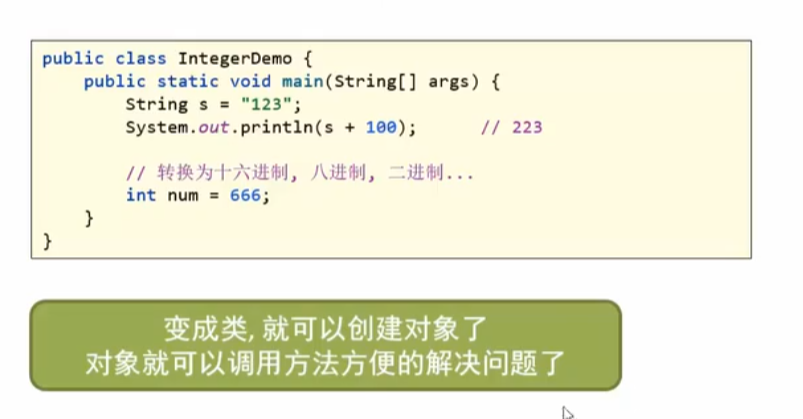 public class IntegerDemo {
    public static void main(String[] args) {
        String s = "123";
        System.out.println(s + 100);      // 223
        // 转换为十六进制, 八进制, 二进制...
        int num = 666;
    }
}
变成类, 就可以创建对象了
对象就可以调用方法方便的解决问题了